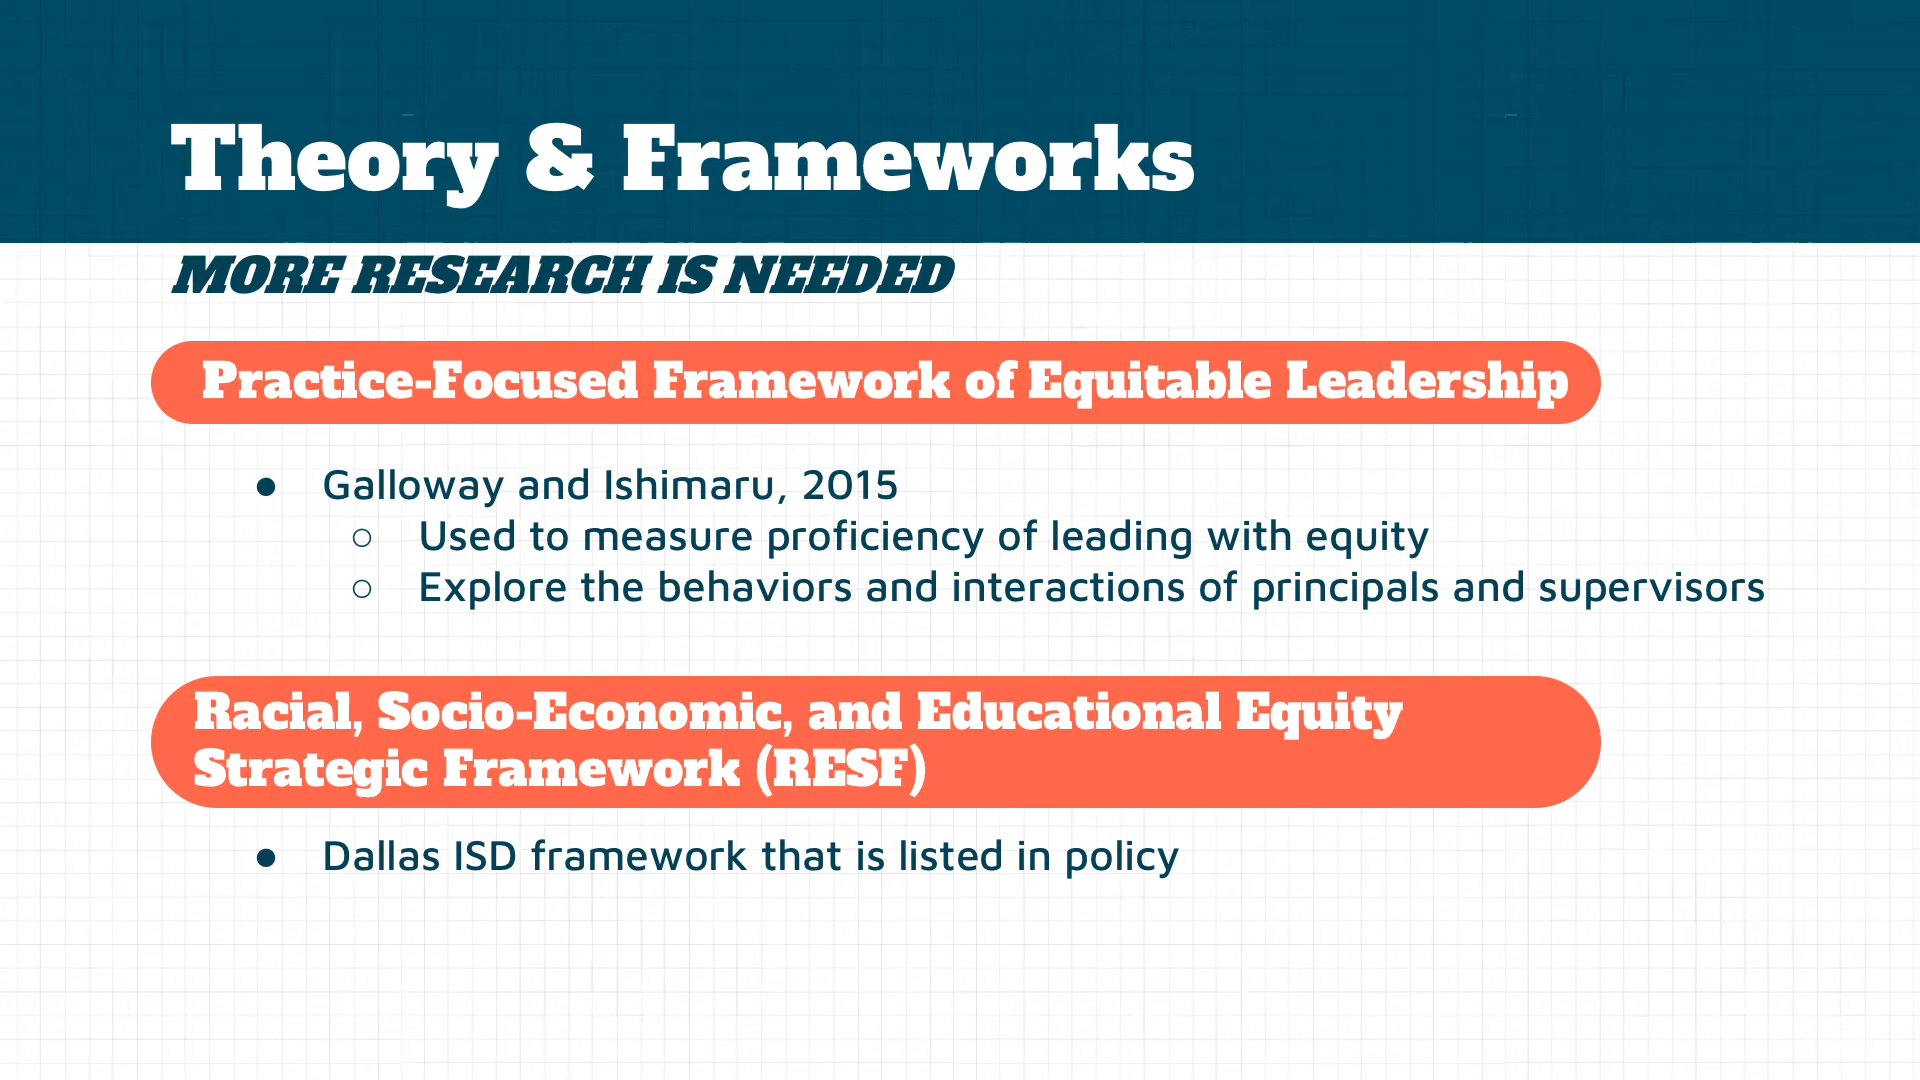 Theory & Frameworks
MORE RESEARCH IS NEEDED
Practice-Focused Framework of Equitable Leadership
● Galloway and Ishimaru, 2015
○ Used to measure proficiency of leading with equity
○ Explore the behaviors and interactions of principals and supervisors
Racial, Socio-Economic, and Educational Equity
Strategic Framework (RESF)
● Dallas ISD framework that is listed in policy